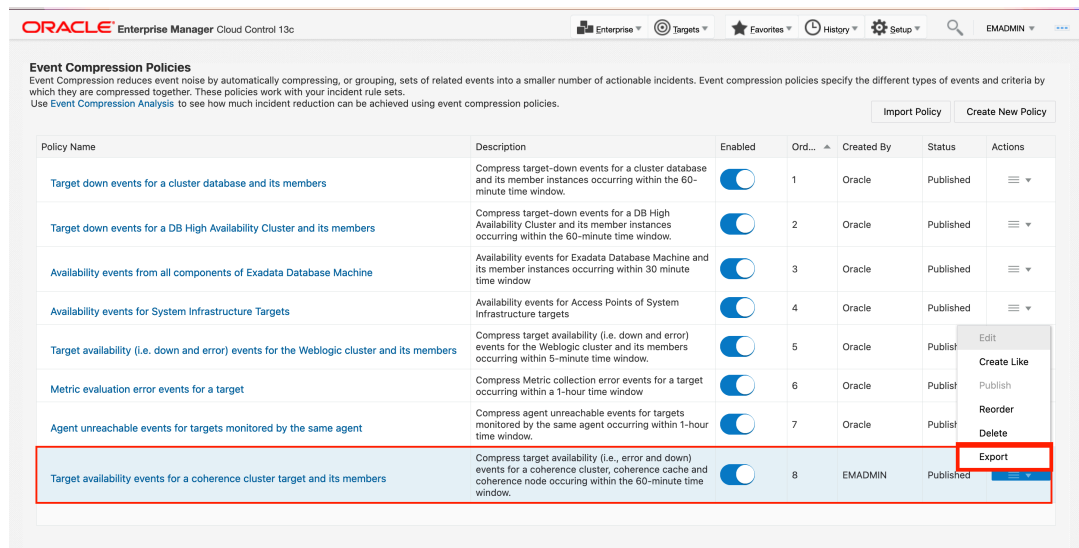 ORACLE Enterprise Manager Cloud Control 13c
Enterprise
Targets
Favorites
History
Setup
EMADMIN
Event Compression Policies
Event Compression reduces event noise by automatically compressing, or grouping, sets of related events into a smaller number of actionable incidents. Event compression policies specify the different types of events and criteria by
which they are compressed together. These policies work with your incident rule sets.
Use Event Compression Analysis to see how much incident reduction can be achieved using event compression policies.
Import Policy
Create New Policy
Policy Name
Description
Enabled
Ord...
Created By
Status
Actions
Target down events for a cluster database and its members
Compress target-down events for a cluster database
and its member instances occurring within the 60-
minute time window.
1
Oracle
Published
Target down events for a DB High Availability Cluster and its members
Compress target-down events for a DB High
Availability Cluster and its member instances
occurring within the 60-minute time window.
2
Oracle
Published
Availability events from all components of Exadata Database Machine
Availability events for Exadata Database Machine and
its member instances occurring within 30 minute
time window
3
Oracle
Published
Availability events for System Infrastructure Targets
Availability events for Access Points of System
Infrastructure targets
4
Oracle
Published
Target availability (i.e. down and error) events for the Weblogic cluster and its members
Compress target availability (i.e. down and error)
events for the Weblogic cluster and its members
occurring within 5-minute time window.
5
Oracle
Publish
Metric evaluation error events for a target
Compress Metric collection error events for a target
occurring within a 1-hour time window
6
Oracle
Publish
Agent unreachable events for targets monitored by the same agent
Compress agent unreachable events for targets
monitored by the same agent occurring within 1-hour
time window.
7
Oracle
Publish
Target availability events for a coherence cluster target and its members
Compress target availability (i.e., error and down)
events for a coherence cluster, coherence cache and
coherence node occuring within the 60-minute time
window.
8
EMADMIN
Published
Edit
Create Like
Publish
Reorder
Delete
Export